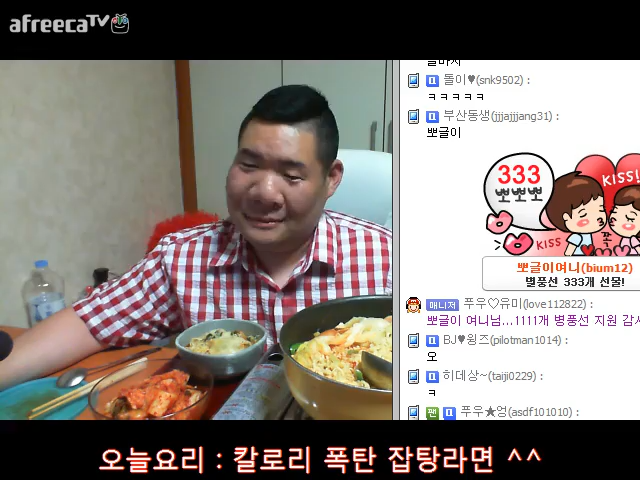 afreecaTV
돌이♥(snk9502) :
ㅋㅋㅋㅋㅋ
부산동생(jjjajjjang31) :
뽀글이
333
뽀뽀뽀
KISS!
KISS
뽀글이여니(bium12)
별풍선 333개 선물!
매니저 푸우♡유미(love112822) :
뽀글이 여니님...1111개 별풍선 지원 감사
BJ♥윙즈(pilotman1014) :
오
히데상~(taiji0229) :
ㅋ
팬 푸우★엉(asdf101010) :
오늘요리 : 칼로리 폭탄 잡탕라면 ^^